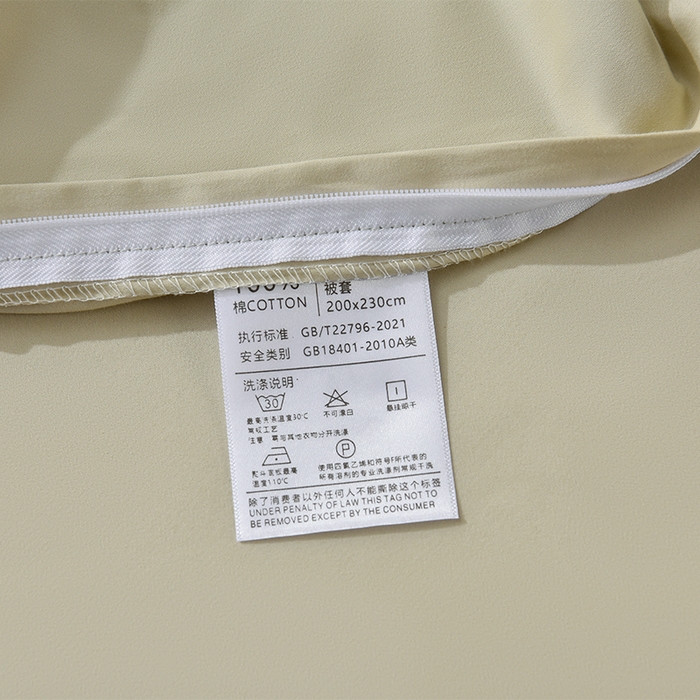 100% 被套
棉COTTON 200x230cm
执行标准 GB/T22796-2021
安全类别 GB18401-2010A类
洗涤说明
30
不可漂白
悬挂晾干
最高洗涤温度30℃
常规工艺
注意 需与其他衣物分开洗涤
P
熨斗底板最高
温度110℃
使用四氯乙烯和符号F所代表的
所有溶剂的专业洗涤剂常规干洗
除了消费者以外任何人不能撕除这个标签
UNDER PENALTY OF LAW THIS TAG NOT TO
BE REMOVED EXCEPT BY THE CONSUMER